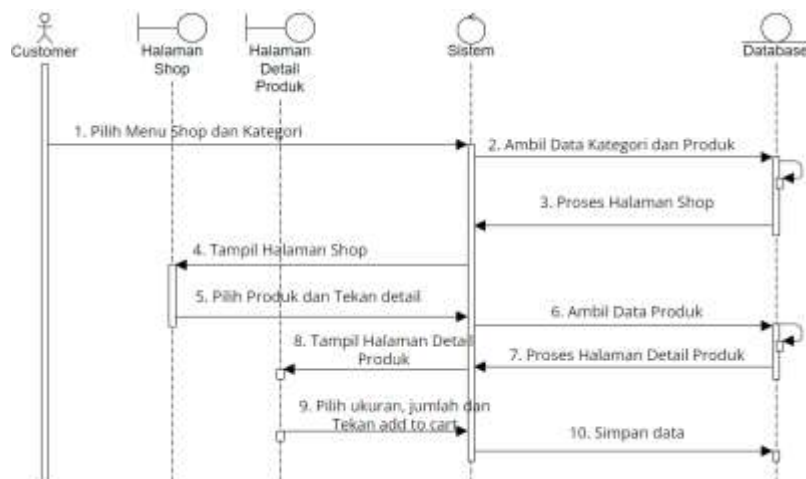 Customer
Halaman
Shop
Halaman
Detail
Produk
Sistem
Database
1. Pilih Menu Shop dan Kategori
2. Ambil Data Kategori dan Produk
3. Proses Halaman Shop
4. Tampil Halaman Shop
5. Pilih Produk dan Tekan detail
6. Ambil Data Produk
7. Proses Halaman Detail Produk
8. Tampil Halaman Detail
Produk
9. Pilih ukuran, jumlah dan
Tekan add to cart
10. Simpan data